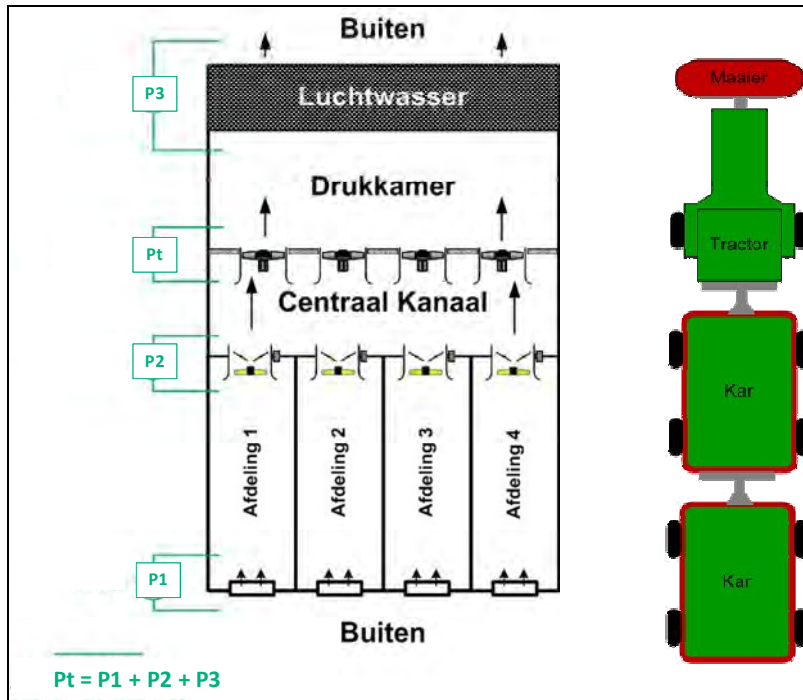 Buiten
P3
Luchtwasser
Drukkamer
Pt
Centraal Kanaal
P2
Afdeling 1
Afdeling 2
Afdeling 3
Afdeling 4
P1
Buiten
Pt = P1 + P2 + P3
Maaier
Tractor
Kar
Kar